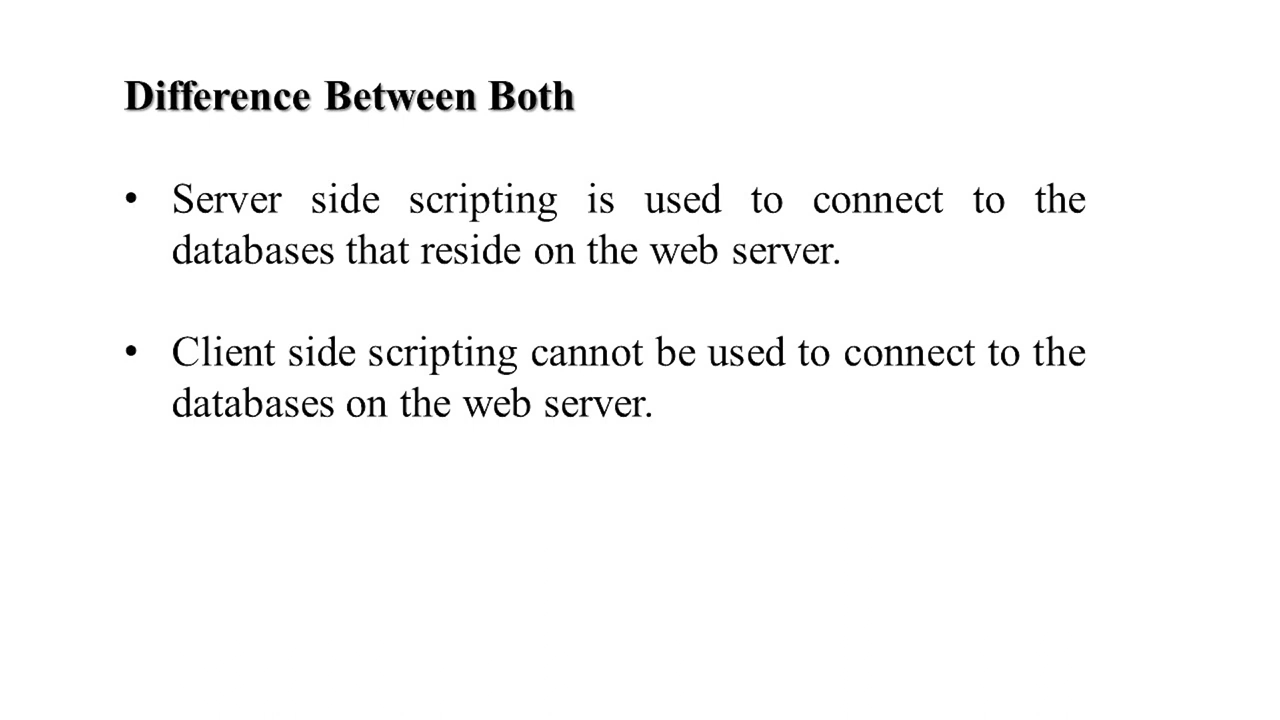 Difference Between Both
• Server side scripting is used to connect to the
databases that reside on the web server.
• Client side scripting cannot be used to connect to the
databases on the web server.